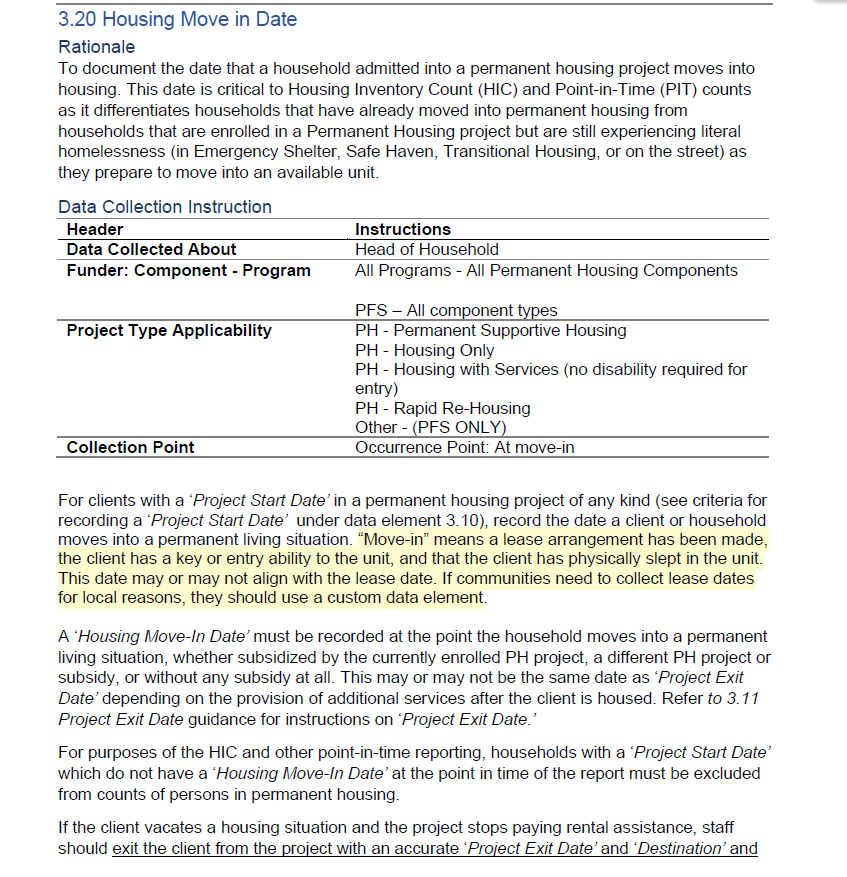 3.20 Housing Move in Date
Rationale
To document the date that a household admitted into a permanent housing project moves into
housing. This date is critical to Housing Inventory Count (HIC) and Point-in-Time (PIT) counts
as it differentiates households that have already moved into permanent housing from
households that are enrolled in a Permanent Housing project but are still experiencing literal
homelessness (in Emergency Shelter, Safe Haven, Transitional Housing, or on the street) as
they prepare to move into an available unit.
Data Collection Instruction
Header Instructions
Data Collected About Head of Household
Funder: Component - Program All Programs - All Permanent Housing Components
PFS – All component types
Project Type Applicability PH - Permanent Supportive Housing
PH - Housing Only
PH - Housing with Services (no disability required for
entry)
PH - Rapid Re-Housing
Other - (PFS ONLY)
Collection Point Occurrence Point: At move-in
For clients with a ‘Project Start Date’ in a permanent housing project of any kind (see criteria for
recording a ‘Project Start Date’ under data element 3.10), record the date a client or household
moves into a permanent living situation. “Move-in” means a lease arrangement has been made,
the client has a key or entry ability to the unit, and that the client has physically slept in the unit.
This date may or may not align with the lease date. If communities need to collect lease dates
for local reasons, they should use a custom data element.
A ‘Housing Move-In Date’ must be recorded at the point the household moves into a permanent
living situation, whether subsidized by the currently enrolled PH project, a different PH project or
subsidy, or without any subsidy at all. This may or may not be the same date as ‘Project Exit
Date’ depending on the provision of additional services after the client is housed. Refer to 3.11
Project Exit Date guidance for instructions on ‘Project Exit Date.’
For purposes of the HIC and other point-in-time reporting, households with a ‘Project Start Date’
which do not have a ‘Housing Move-In Date’ at the point in time of the report must be excluded
from counts of persons in permanent housing.
If the client vacates a housing situation and the project stops paying rental assistance, staff
should exit the client from the project with an accurate ‘Project Exit Date’ and ‘Destination’ and